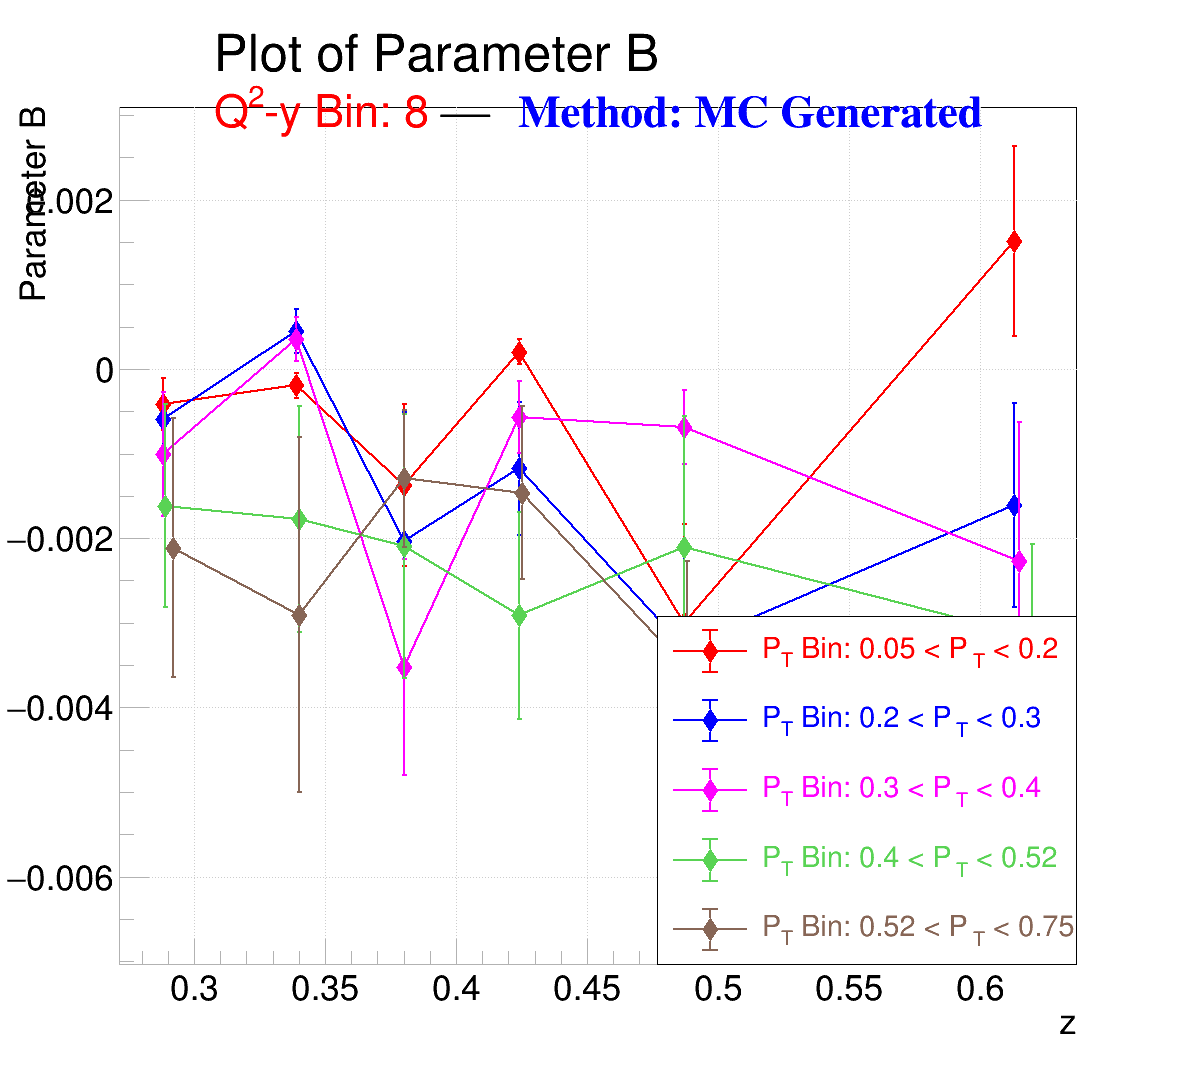 Plot of Parameter B
Q2-y Bin: 8 — Method: MC Generated
Parameter B
0.002
0
−0.002
−0.004
−0.006
PT Bin: 0.05 < PT < 0.2
PT Bin: 0.2 < PT < 0.3
PT Bin: 0.3 < PT < 0.4
PT Bin: 0.4 < PT < 0.52
PT Bin: 0.52 < PT < 0.75
0.3 0.35 0.4 0.45 0.5 0.55 0.6
z